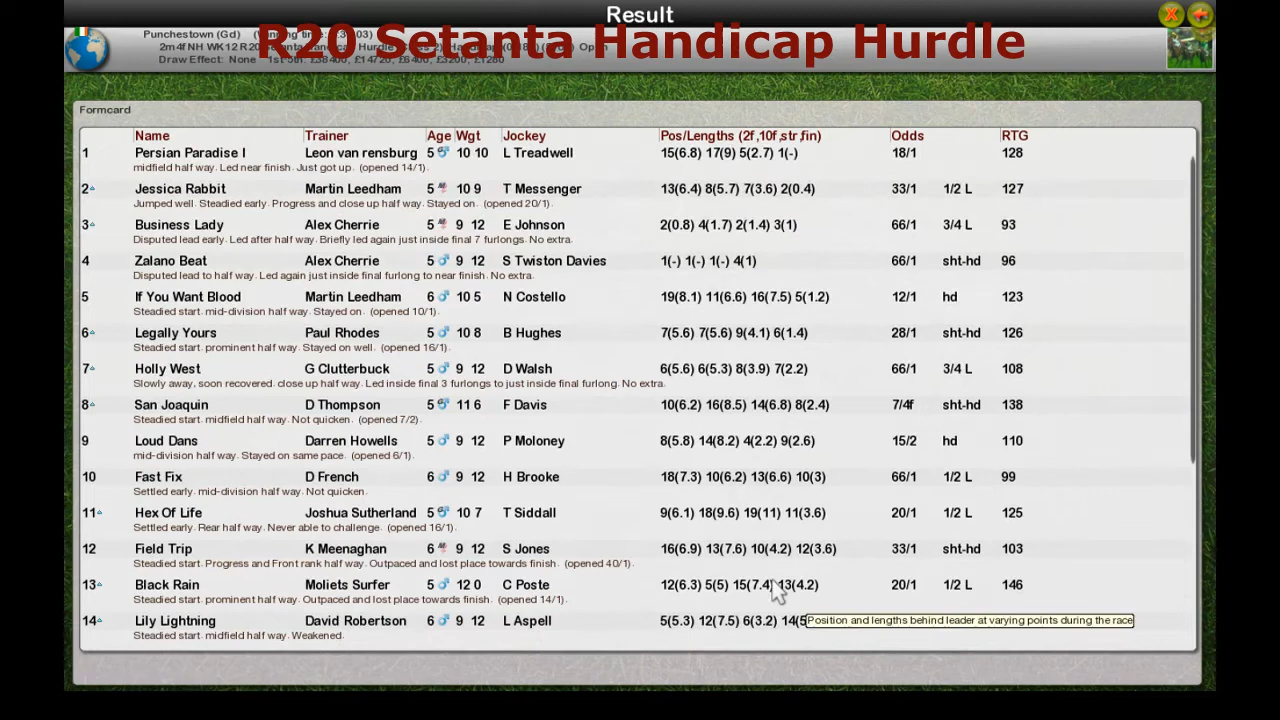 Result
R20 Setanta Handicap Hurdle
Punchestown (Gd)
Draw Effect: None 1st-5th: £38400, £14720, £6400, £3200, £1280
Formcard
Name Trainer Age Wgt Jockey Pos/Lengths (2f,10f,str,fin) Odds RTG
1 Persian Paradise I Leon van rensburg 5 10 10 L Treadwell 15(6.8) 17(9) 5(2.7) 1(-) 18/1 128
midfield half way. Led near finish. Just got up. (opened 14/1).
2 Jessica Rabbit Martin Leedham 5 10 9 T Messenger 13(6.4) 8(5.7) 7(3.6) 2(0.4) 33/1 1/2 L 127
Jumped well. Steadied early. Progress and close up half way. Stayed on. (opened 20/1).
3 Business Lady Alex Cherrie 5 9 12 E Johnson 2(0.8) 4(1.7) 2(1.4) 3(1) 66/1 3/4 L 93
Disputed lead early. Led after half way. Briefly led again just inside final 7 furlongs. No extra.
4 Zalano Beat Alex Cherrie 5 9 12 S Twiston Davies 1(-) 1(-) 1(-) 4(1) 66/1 sht-hd 96
Disputed lead to half way. Led again just inside final furlong to near finish. No extra.
5 If You Want Blood Martin Leedham 6 10 5 N Costello 19(8.1) 11(6.6) 16(7.5) 5(1.2) 12/1 hd 123
Steadied start. mid-division half way. Stayed on. (opened 10/1).
6 Legally Yours Paul Rhodes 5 10 8 B Hughes 7(5.6) 7(5.6) 9(4.1) 6(1.4) 28/1 sht-hd 126
Steadied start. prominent half way. Stayed on well. (opened 16/1).
7 Holly West G Clutterbuck 5 9 12 D Walsh 6(5.6) 6(5.3) 8(3.9) 7(2.2) 66/1 3/4 L 108
Slowly away, soon recovered. close up half way. Led inside final 3 furlongs to just inside final furlong. No extra.
8 San Joaquin D Thompson 5 11 6 F Davis 10(6.2) 16(8.5) 14(6.8) 8(2.4) 7/4f sht-hd 138
Steadied start. midfield half way. Not quicken. (opened 7/2).
9 Loud Dans Darren Howells 5 9 12 P Moloney 8(5.8) 14(8.2) 4(2.2) 9(2.6) 15/2 hd 110
mid-division half way. Stayed on same pace. (opened 6/1).
10 Fast Fix D French 6 9 12 H Brooke 18(7.3) 10(6.2) 13(6.6) 10(3) 66/1 1/2 L 99
Settled early. mid-division half way. Not quicken.
11 Hex Of Life Joshua Sutherland 5 10 7 T Siddall 9(6.1) 18(9.6) 19(11) 11(3.6) 20/1 1/2 L 125
Settled early. Rear half way. Never able to challenge. (opened 16/1).
12 Field Trip K Meenaghan 6 9 12 S Jones 16(6.9) 13(7.6) 10(4.2) 12(3.6) 33/1 sht-hd 103
Steadied start. Progress and Front rank half way. Outpaced and lost place towards finish. (opened 40/1).
13 Black Rain Moliets Surfer 5 12 0 C Poste 12(6.3) 5(5) 15(7.4) 13(4.2) 20/1 1/2 L 146
Steadied start. prominent half way. Outpaced and lost place towards finish. (opened 14/1).
14 Lily Lightning David Robertson 6 9 12 L Aspell 5(5.3) 12(7.5) 6(3.2) 14(5
Position and lengths behind leader at varying points during the race
Steadied start. midfield half way. Weakened.